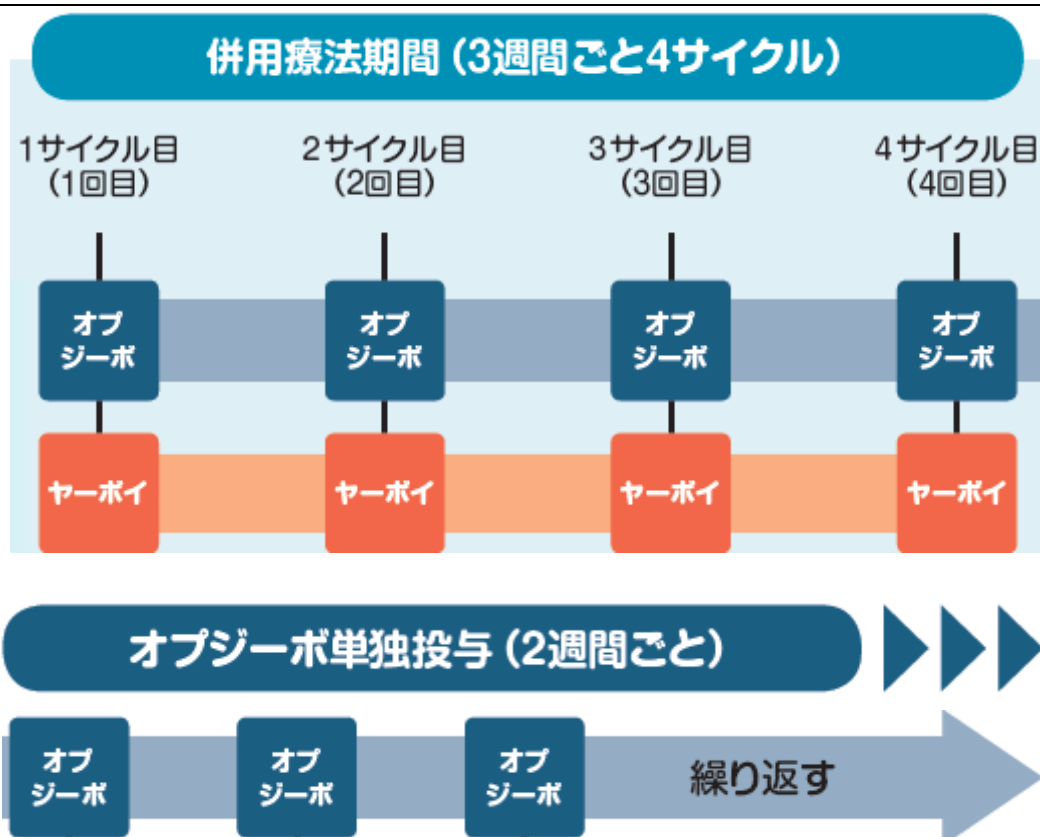 併用療法期間（3週間ごと4サイクル）
1サイクル目
（1回目）
2サイクル目
（2回目）
3サイクル目
（3回目）
4サイクル目
（4回目）
オプ
ジーボ
オプ
ジーボ
オプ
ジーボ
オプ
ジーボ
ヤーボイ
ヤーボイ
ヤーボイ
ヤーボイ
オプジーボ単独投与（2週間ごと）
オプ
ジーボ
オプ
ジーボ
オプ
ジーボ
繰り返す